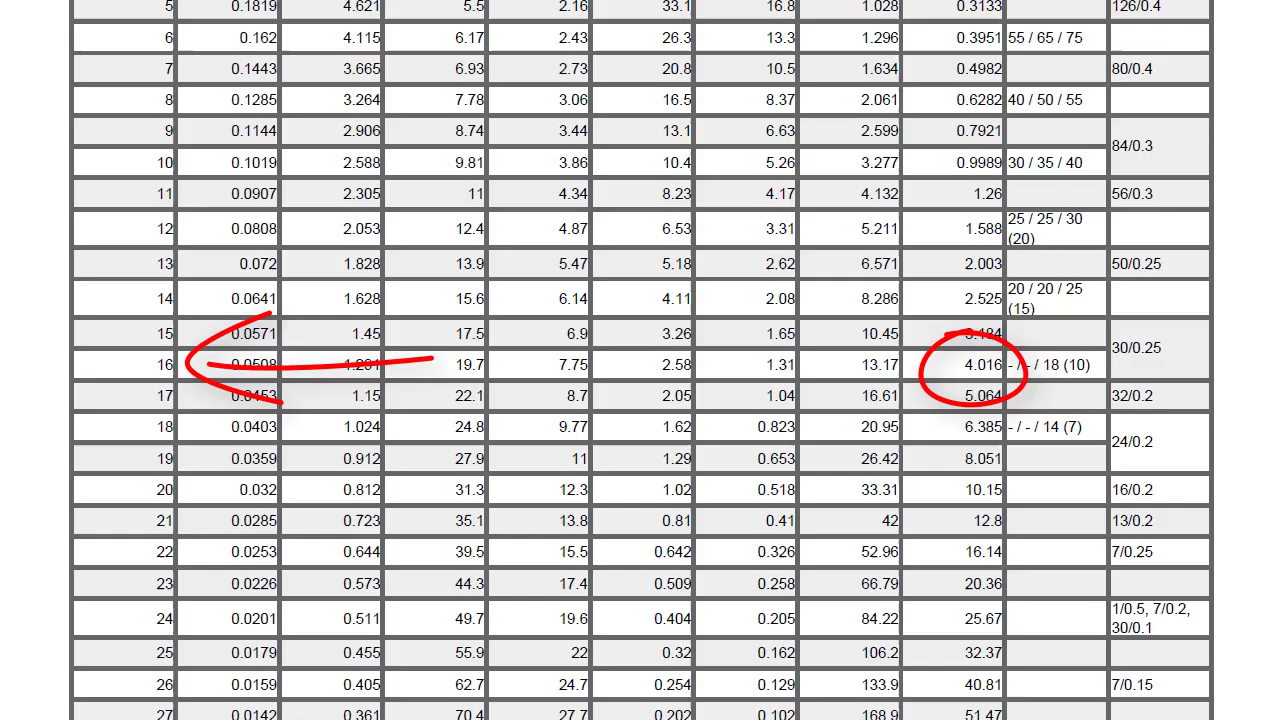 5 0.1819 4.621 5.5 2.16 33.1 16.8 1.028 0.3133 126/0.4
6 0.162 4.115 6.17 2.43 26.3 13.3 1.296 0.3951 55 / 65 / 75
7 0.1443 3.665 6.93 2.73 20.8 10.5 1.634 0.4982 80/0.4
8 0.1285 3.264 7.78 3.06 16.5 8.37 2.061 0.6282 40 / 50 / 55
9 0.1144 2.906 8.74 3.44 13.1 6.63 2.599 0.7921
84/0.3
10 0.1019 2.588 9.81 3.86 10.4 5.26 3.277 0.9989 30 / 35 / 40
11 0.0907 2.305 11 4.34 8.23 4.17 4.132 1.26 56/0.3
12 0.0808 2.053 12.4 4.87 6.53 3.31 5.211 1.588 25 / 25 / 30
(20)
13 0.072 1.828 13.9 5.47 5.18 2.62 6.571 2.003 50/0.25
14 0.0641 1.628 15.6 6.14 4.11 2.08 8.286 2.525 20 / 20 / 25
(15)
15 0.0571 1.45 17.5 6.9 3.26 1.65 10.45 3.184
30/0.25
16 0.0508 1.291 19.7 7.75 2.58 1.31 13.17 4.016 - / - / 18 (10)
17 0.0453 1.15 22.1 8.7 2.05 1.04 16.61 5.064 32/0.2
18 0.0403 1.024 24.8 9.77 1.62 0.823 20.95 6.385 - / - / 14 (7)
24/0.2
19 0.0359 0.912 27.9 11 1.29 0.653 26.42 8.051
20 0.032 0.812 31.3 12.3 1.02 0.518 33.31 10.15 16/0.2
21 0.0285 0.723 35.1 13.8 0.81 0.41 42 12.8 13/0.2
22 0.0253 0.644 39.5 15.5 0.642 0.326 52.96 16.14 7/0.25
23 0.0226 0.573 44.3 17.4 0.509 0.258 66.79 20.36
24 0.0201 0.511 49.7 19.6 0.404 0.205 84.22 25.67 1/0.5, 7/0.2,
30/0.1
25 0.0179 0.455 55.9 22 0.32 0.162 106.2 32.37
26 0.0159 0.405 62.7 24.7 0.254 0.129 133.9 40.81 7/0.15
27 0.0142 0.361 70.4 27.7 0.202 0.102 168.9 51.47